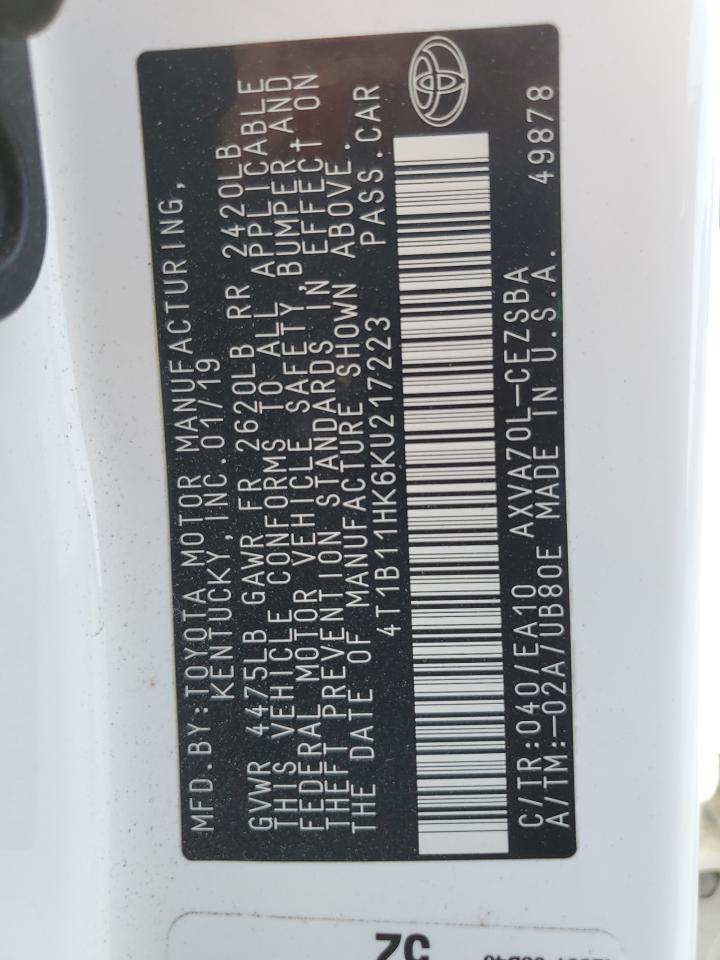 MFD.BY:TOYOTA MOTOR MANUFACTURING,
KENTUCKY,INC.01/19
GVWR 4475LB GAWR FR 2620LB RR 2420LB
THIS VEHICLE CONFORMS TO ALL APPLICABLE
FEDERAL MOTOR VEHICLE SAFETY,BUMPER,AND
THEFT PREVENTION STANDARDS IN EFFECT ON
THE DATE OF MANUFACTURE SHOWN ABOVE.
4T1B11HK6KU217223 PASS.CAR
C/TR:040/EA10 AXVA70L-CEZSBA
A/TM:-02A/UB80E MADE IN U.S.A. 49878